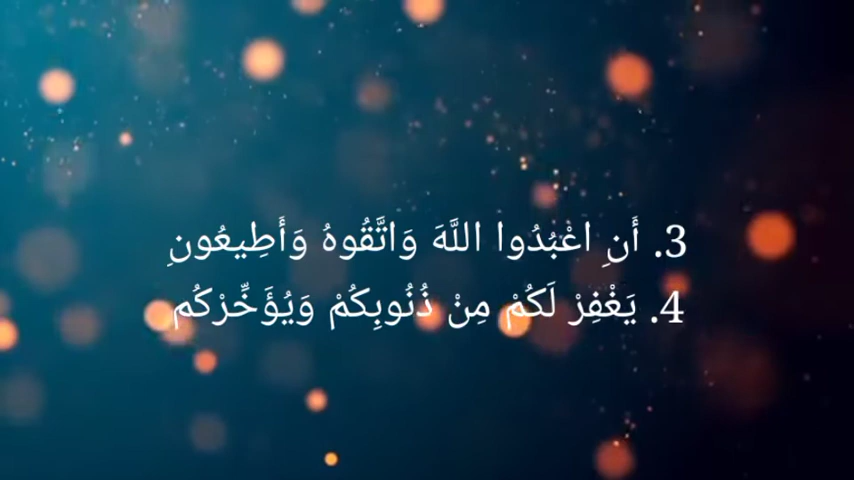 3. أَنِ اعْبُدُوا اللَّهَ وَاتَّقُوهُ وَأَطِيعُونِ
4. يَغْفِرْ لَكُمْ مِنْ ذُنُوبِكُمْ وَيُؤَخِّرْكُم